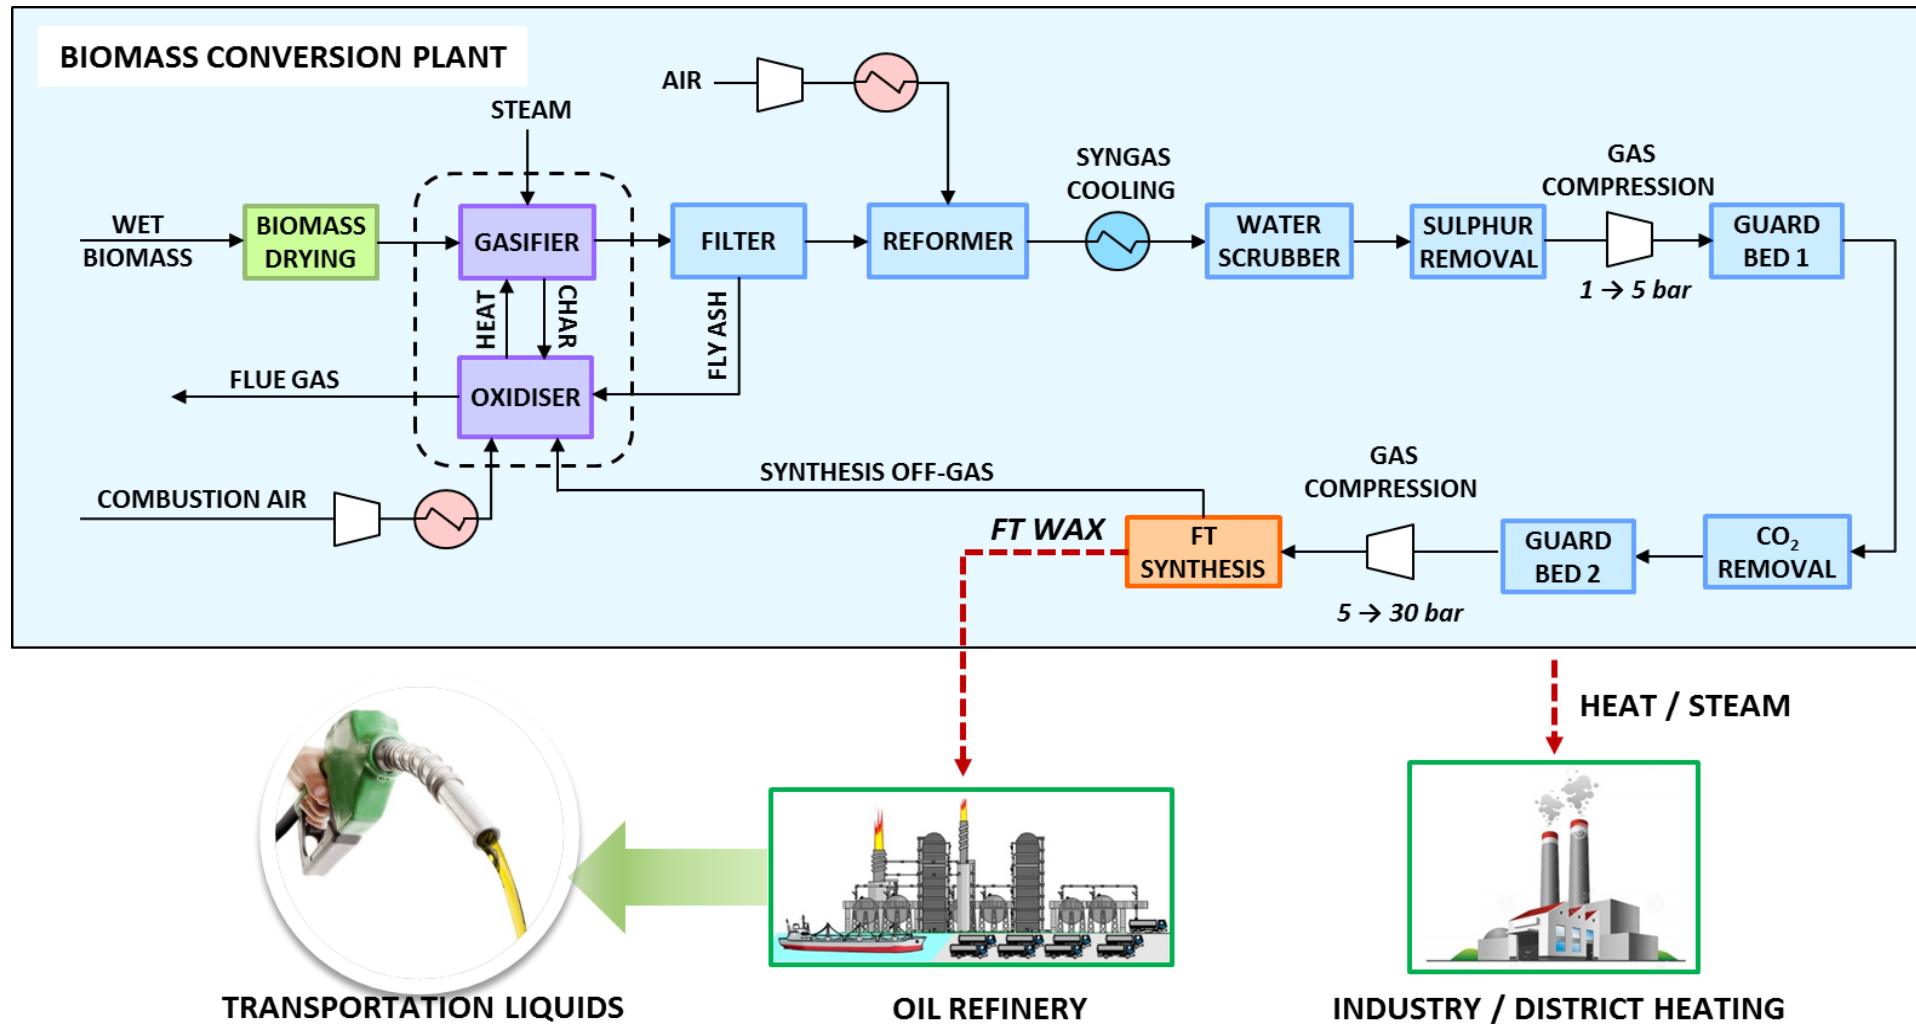 BIOMASS CONVERSION PLANT
AIR
STEAM
SYNGAS
COOLING
GAS
COMPRESSION
WET
BIOMASS
BIOMASS
DRYING
GASIFIER
FILTER
REFORMER
WATER
SCRUBBER
SULPHUR
REMOVAL
1 → 5 bar
GUARD
BED 1
HEAT
CHAR
FLY ASH
FLUE GAS
OXIDISER
COMBUSTION AIR
SYNTHESIS OFF-GAS
GAS
COMPRESSION
FT WAX
FT
SYNTHESIS
5 → 30 bar
GUARD
BED 2
CO₂
REMOVAL
HEAT / STEAM
TRANSPORTATION LIQUIDS
OIL REFINERY
INDUSTRY / DISTRICT HEATING